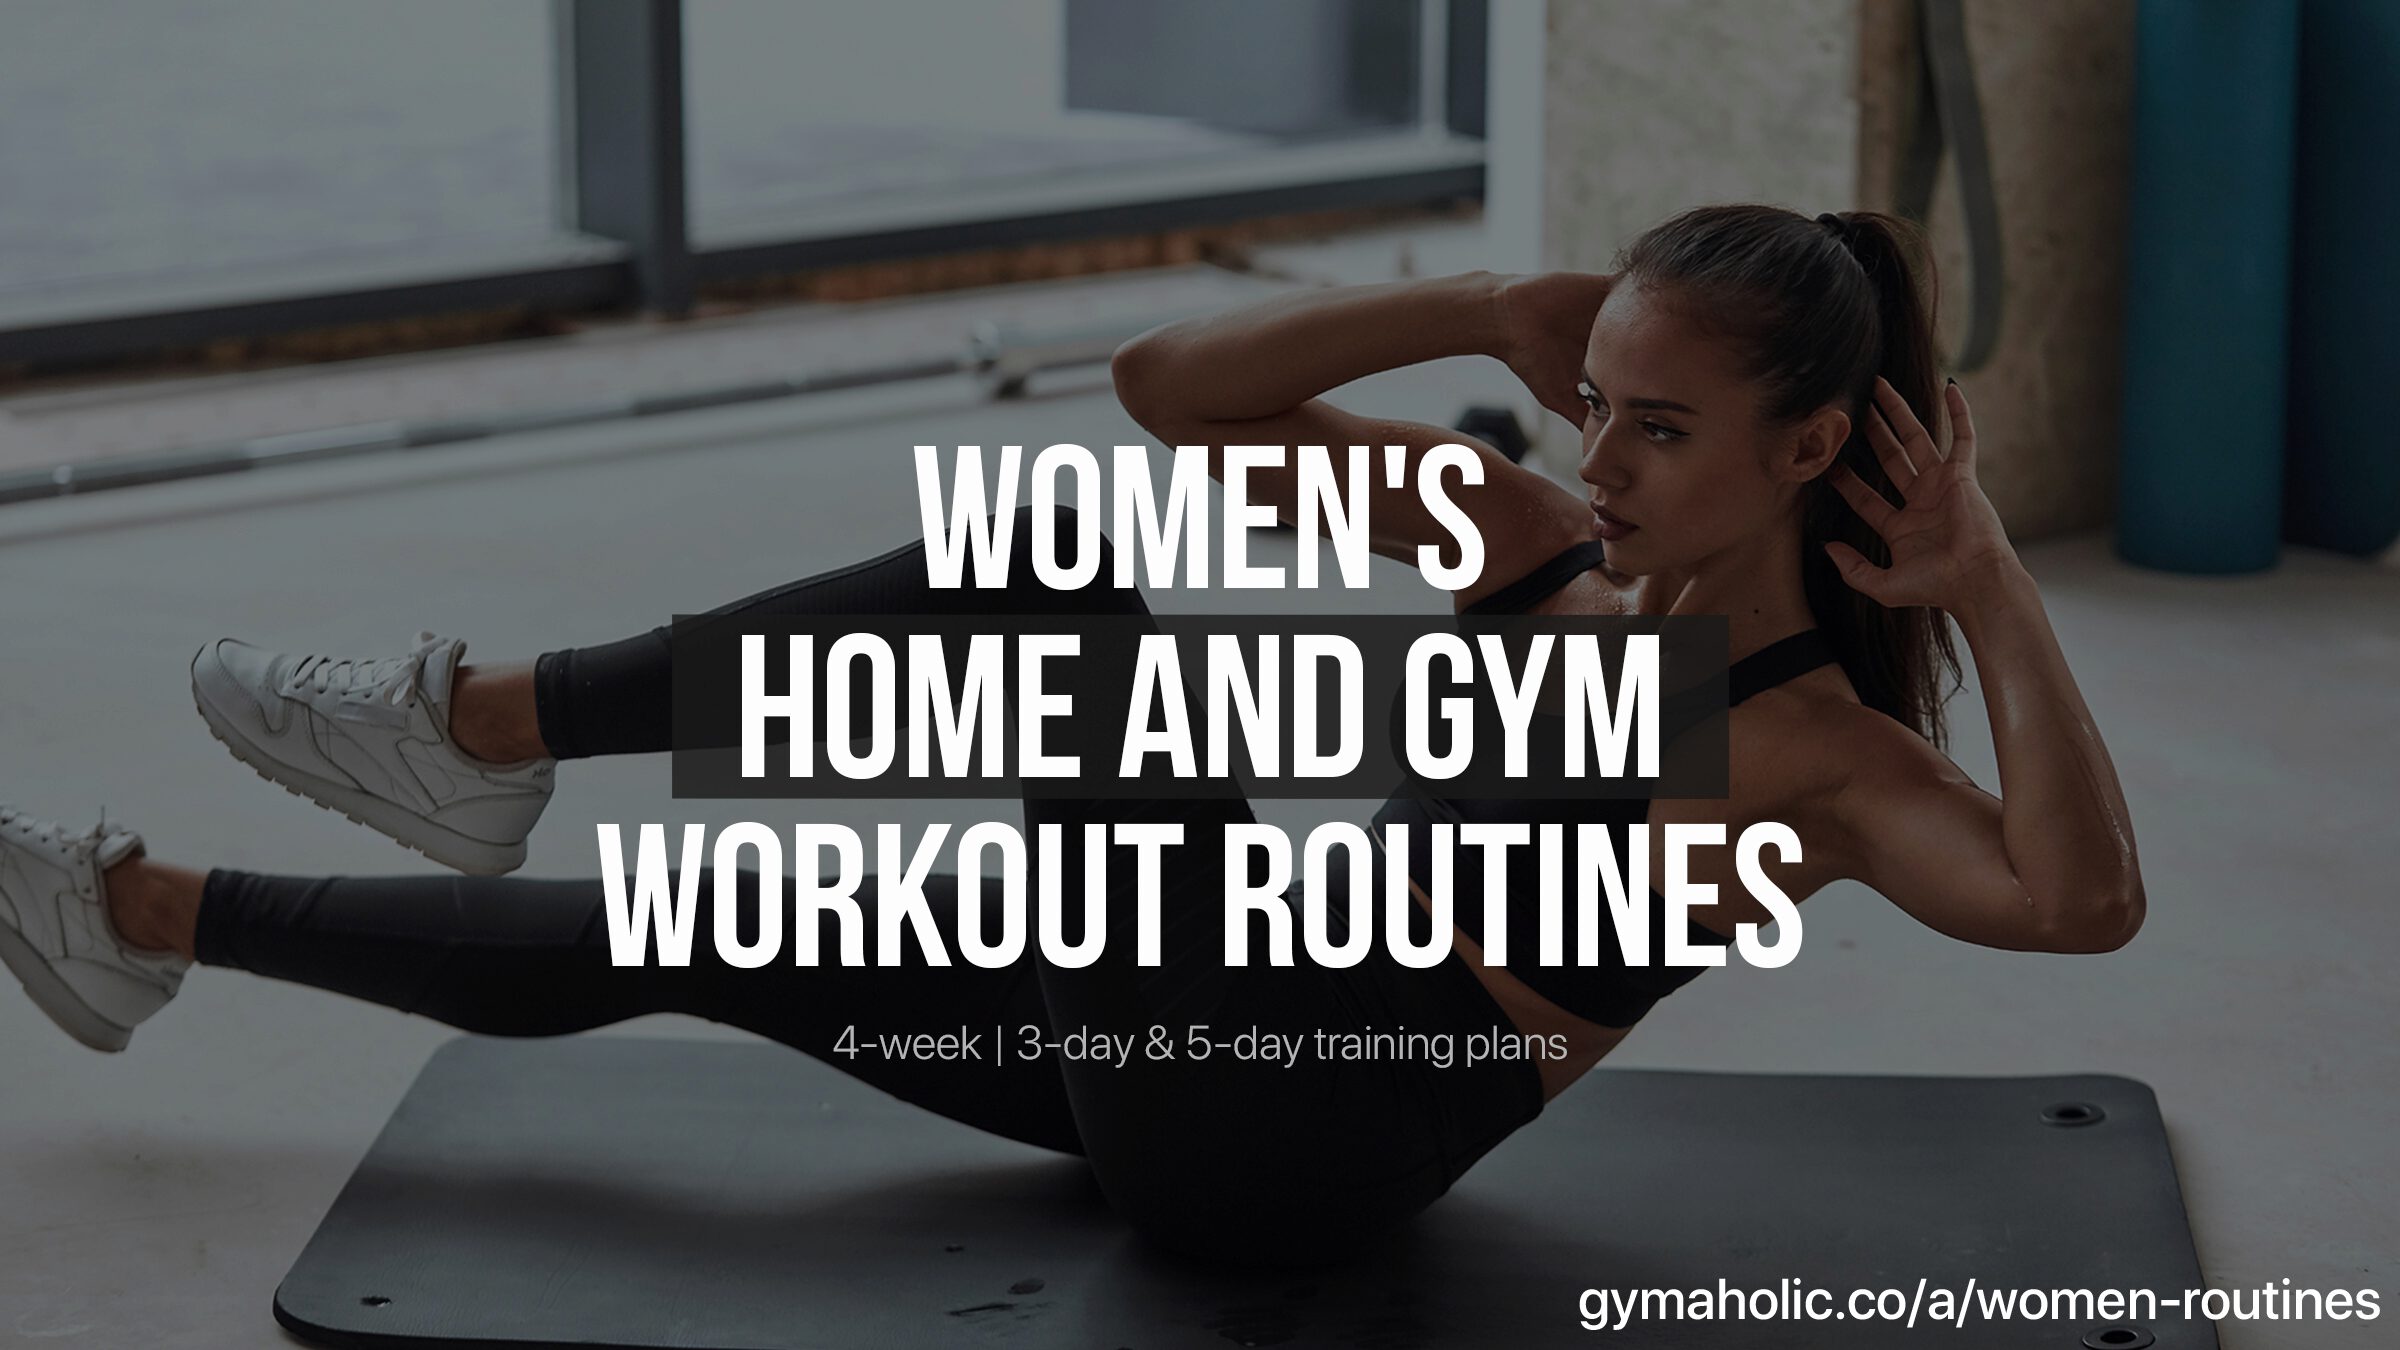 WOMEN'S
HOME AND GYM
WORKOUT ROUTINES
4-week | 3-day & 5-day training plans
gymaholic.co/a/women-routines